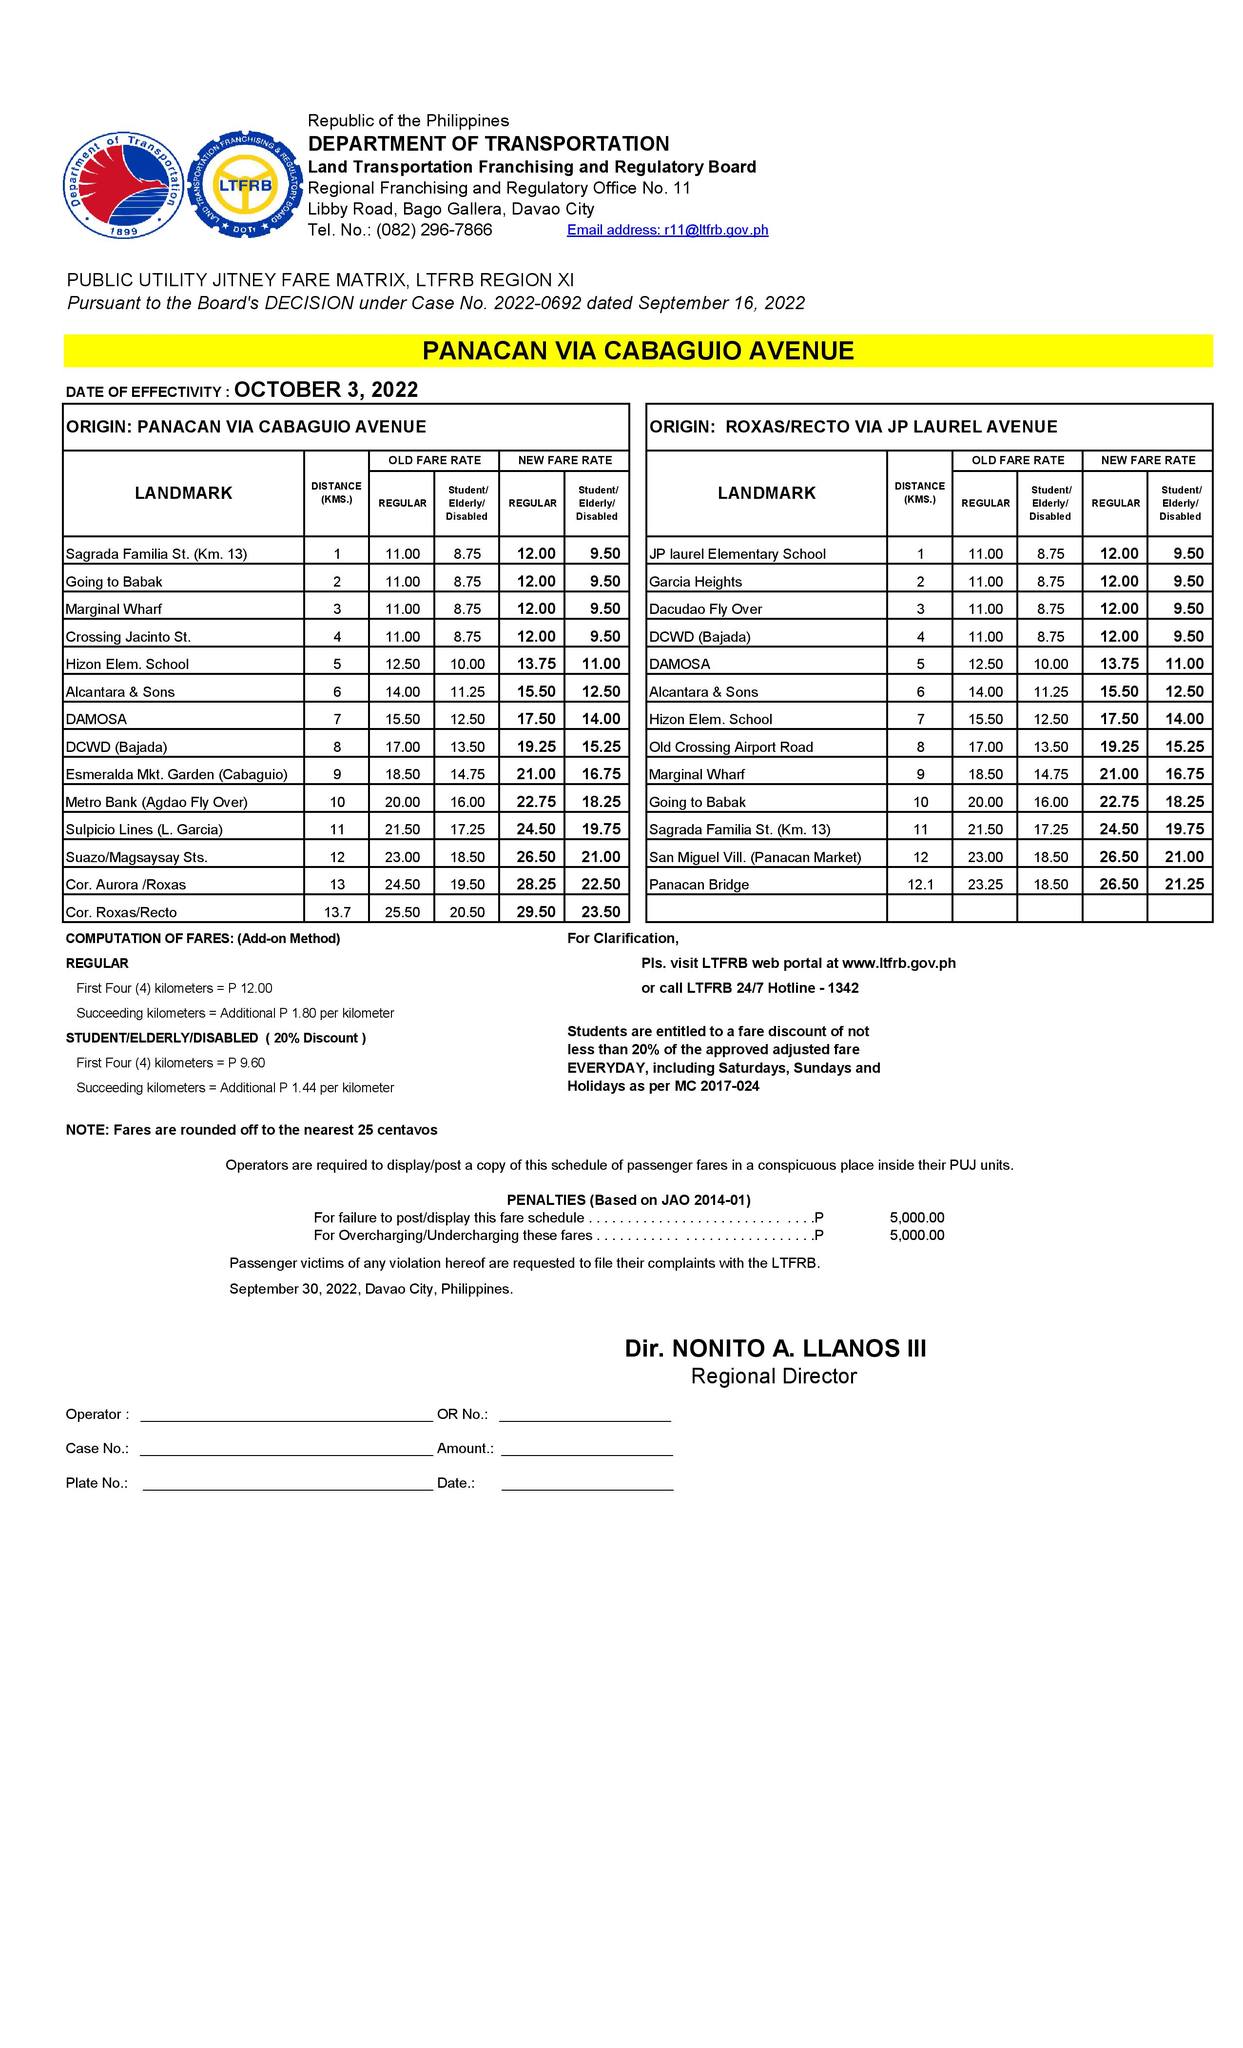 Republic of the Philippines
DEPARTMENT OF TRANSPORTATION
Land Transportation Franchising and Regulatory Board
Regional Franchising and Regulatory Office No. 11
Libby Road, Bago Gallera, Davao City
Tel. No.: (082) 296-7866 Email address: r11@ltfrb.gov.ph
Department of Transportation
1899
LAND TRANSPORTATION FRANCHISING & REGULATORY BOARD
LTFRB
DOTr
PUBLIC UTILITY JITNEY FARE MATRIX, LTFRB REGION XI
Pursuant to the Board's DECISION under Case No. 2022-0692 dated September 16, 2022
PANACAN VIA CABAGUIO AVENUE
DATE OF EFFECTIVITY : OCTOBER 3, 2022
ORIGIN: PANACAN VIA CABAGUIO AVENUE
LANDMARK DISTANCE (KMS.) OLD FARE RATE NEW FARE RATE
REGULAR Student/ Elderly/ Disabled REGULAR Student/ Elderly/ Disabled
Sagrada Familia St. (Km. 13) 1 11.00 8.75 12.00 9.50
Going to Babak 2 11.00 8.75 12.00 9.50
Marginal Wharf 3 11.00 8.75 12.00 9.50
Crossing Jacinto St. 4 11.00 8.75 12.00 9.50
Hizon Elem. School 5 12.50 10.00 13.75 11.00
Alcantara & Sons 6 14.00 11.25 15.50 12.50
DAMOSA 7 15.50 12.50 17.50 14.00
DCWD (Bajada) 8 17.00 13.50 19.25 15.25
Esmeralda Mkt. Garden (Cabaguio) 9 18.50 14.75 21.00 16.75
Metro Bank (Agdao Fly Over) 10 20.00 16.00 22.75 18.25
Sulpicio Lines (L. Garcia) 11 21.50 17.25 24.50 19.75
Suazo/Magsaysay Sts. 12 23.00 18.50 26.50 21.00
Cor. Aurora /Roxas 13 24.50 19.50 28.25 22.50
Cor. Roxas/Recto 13.7 25.50 20.50 29.50 23.50
ORIGIN: ROXAS/RECTO VIA JP LAUREL AVENUE
LANDMARK DISTANCE (KMS.) OLD FARE RATE NEW FARE RATE
REGULAR Student/ Elderly/ Disabled REGULAR Student/ Elderly/ Disabled
JP laurel Elementary School 1 11.00 8.75 12.00 9.50
Garcia Heights 2 11.00 8.75 12.00 9.50
Dacudao Fly Over 3 11.00 8.75 12.00 9.50
DCWD (Bajada) 4 11.00 8.75 12.00 9.50
DAMOSA 5 12.50 10.00 13.75 11.00
Alcantara & Sons 6 14.00 11.25 15.50 12.50
Hizon Elem. School 7 15.50 12.50 17.50 14.00
Old Crossing Airport Road 8 17.00 13.50 19.25 15.25
Marginal Wharf 9 18.50 14.75 21.00 16.75
Going to Babak 10 20.00 16.00 22.75 18.25
Sagrada Familia St. (Km. 13) 11 21.50 17.25 24.50 19.75
San Miguel Vill. (Panacan Market) 12 23.00 18.50 26.50 21.00
Panacan Bridge 12.1 23.25 18.50 26.50 21.25
COMPUTATION OF FARES: (Add-on Method)
REGULAR
First Four (4) kilometers = P 12.00
Succeeding kilometers = Additional P 1.80 per kilometer
STUDENT/ELDERLY/DISABLED ( 20% Discount )
First Four (4) kilometers = P 9.60
Succeeding kilometers = Additional P 1.44 per kilometer
For Clarification,
Pls. visit LTFRB web portal at www.ltfrb.gov.ph
or call LTFRB 24/7 Hotline - 1342
Students are entitled to a fare discount of not
less than 20% of the approved adjusted fare
EVERYDAY, including Saturdays, Sundays and
Holidays as per MC 2017-024
NOTE: Fares are rounded off to the nearest 25 centavos
Operators are required to display/post a copy of this schedule of passenger fares in a conspicuous place inside their PUJ units.
PENALTIES (Based on JAO 2014-01)
For failure to post/display this fare schedule . . . . . . . . . . . . . . . . . . . . . . . . . . . . .P 5,000.00
For Overcharging/Undercharging these fares . . . . . . . . . . . . . . . . . . . . . . . . . . . .P 5,000.00
Passenger victims of any violation hereof are requested to file their complaints with the LTFRB.
September 30, 2022, Davao City, Philippines.
Dir. NONITO A. LLANOS III
Regional Director
Operator : OR No.:
Case No.: Amount.:
Plate No.: Date.: